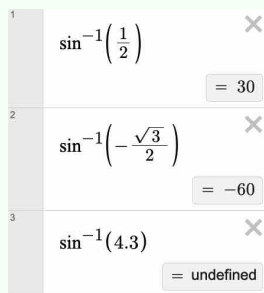 1
sin⁻¹(1/2)
= 30
2
sin⁻¹(-√3/2)
= -60
3
sin⁻¹(4.3)
= undefined